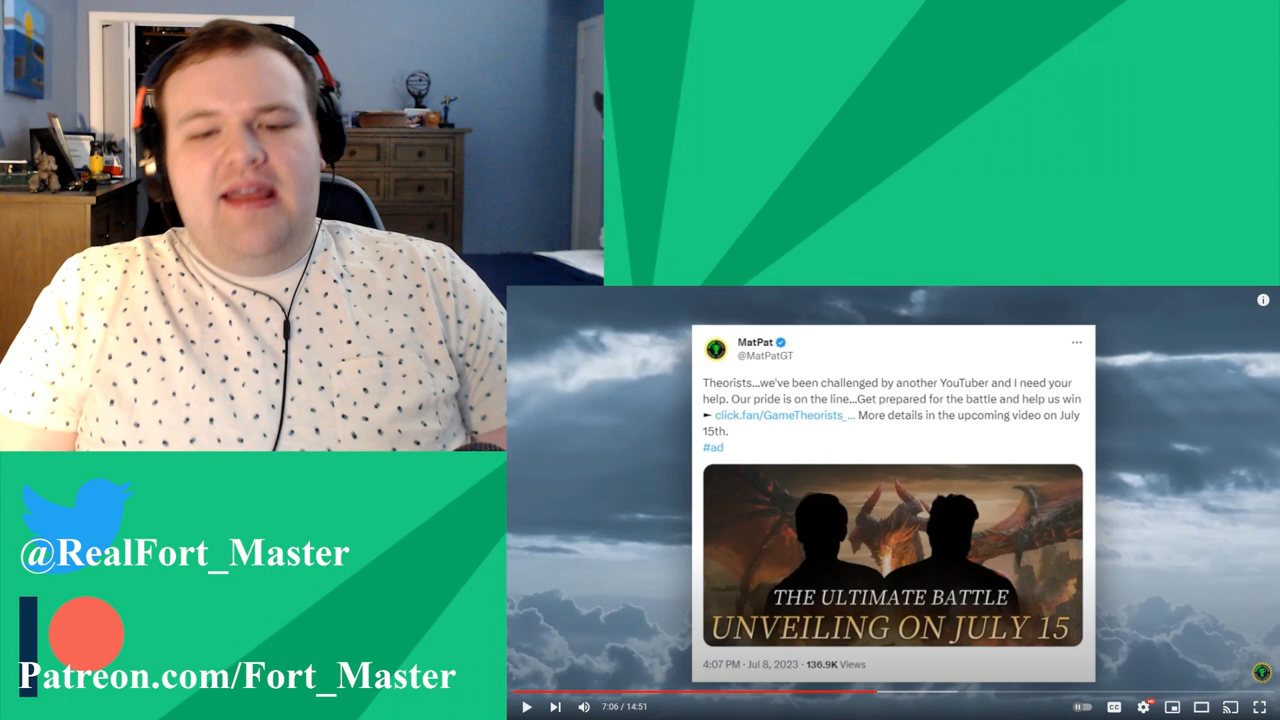 MatPat
@MatPatGT
Theorists...we've been challenged by another YouTuber and I need your
help. Our pride is on the line...Get prepared for the battle and help us win
► click.fan/GameTheorists_... More details in the upcoming video on July
15th.
#ad
THE ULTIMATE BATTLE
UNVEILING ON JULY 15
4:07 PM · Jul 8, 2023 · 136.9K Views
@RealFort_Master
Patreon.com/Fort_Master
7:06 / 14:51
CC
HD